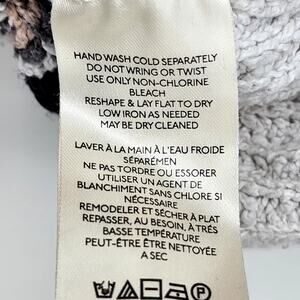 HAND WASH COLD SEPARATELY
DO NOT WRING OR TWIST
USE ONLY NON-CHLORINE
BLEACH
RESHAPE & LAY FLAT TO DRY
LOW IRON AS NEEDED
MAY BE DRY CLEANED
LAVER À LA MAIN À L'EAU FROIDE
SÉPARÉMEN
NE PAS TORDRE OU ESSORER
UTILISER UN AGENT DE
BLANCHIMENT SANS CHLORE SI
NÉCESSAIRE
REMODELER ET SÉCHER À PLAT
REPASSER, AU BESOIN, À TRÈS
BASSE TEMPÉRATURE
PEUT-ÊTRE ÊTRE NETTOYÉE
A SEC